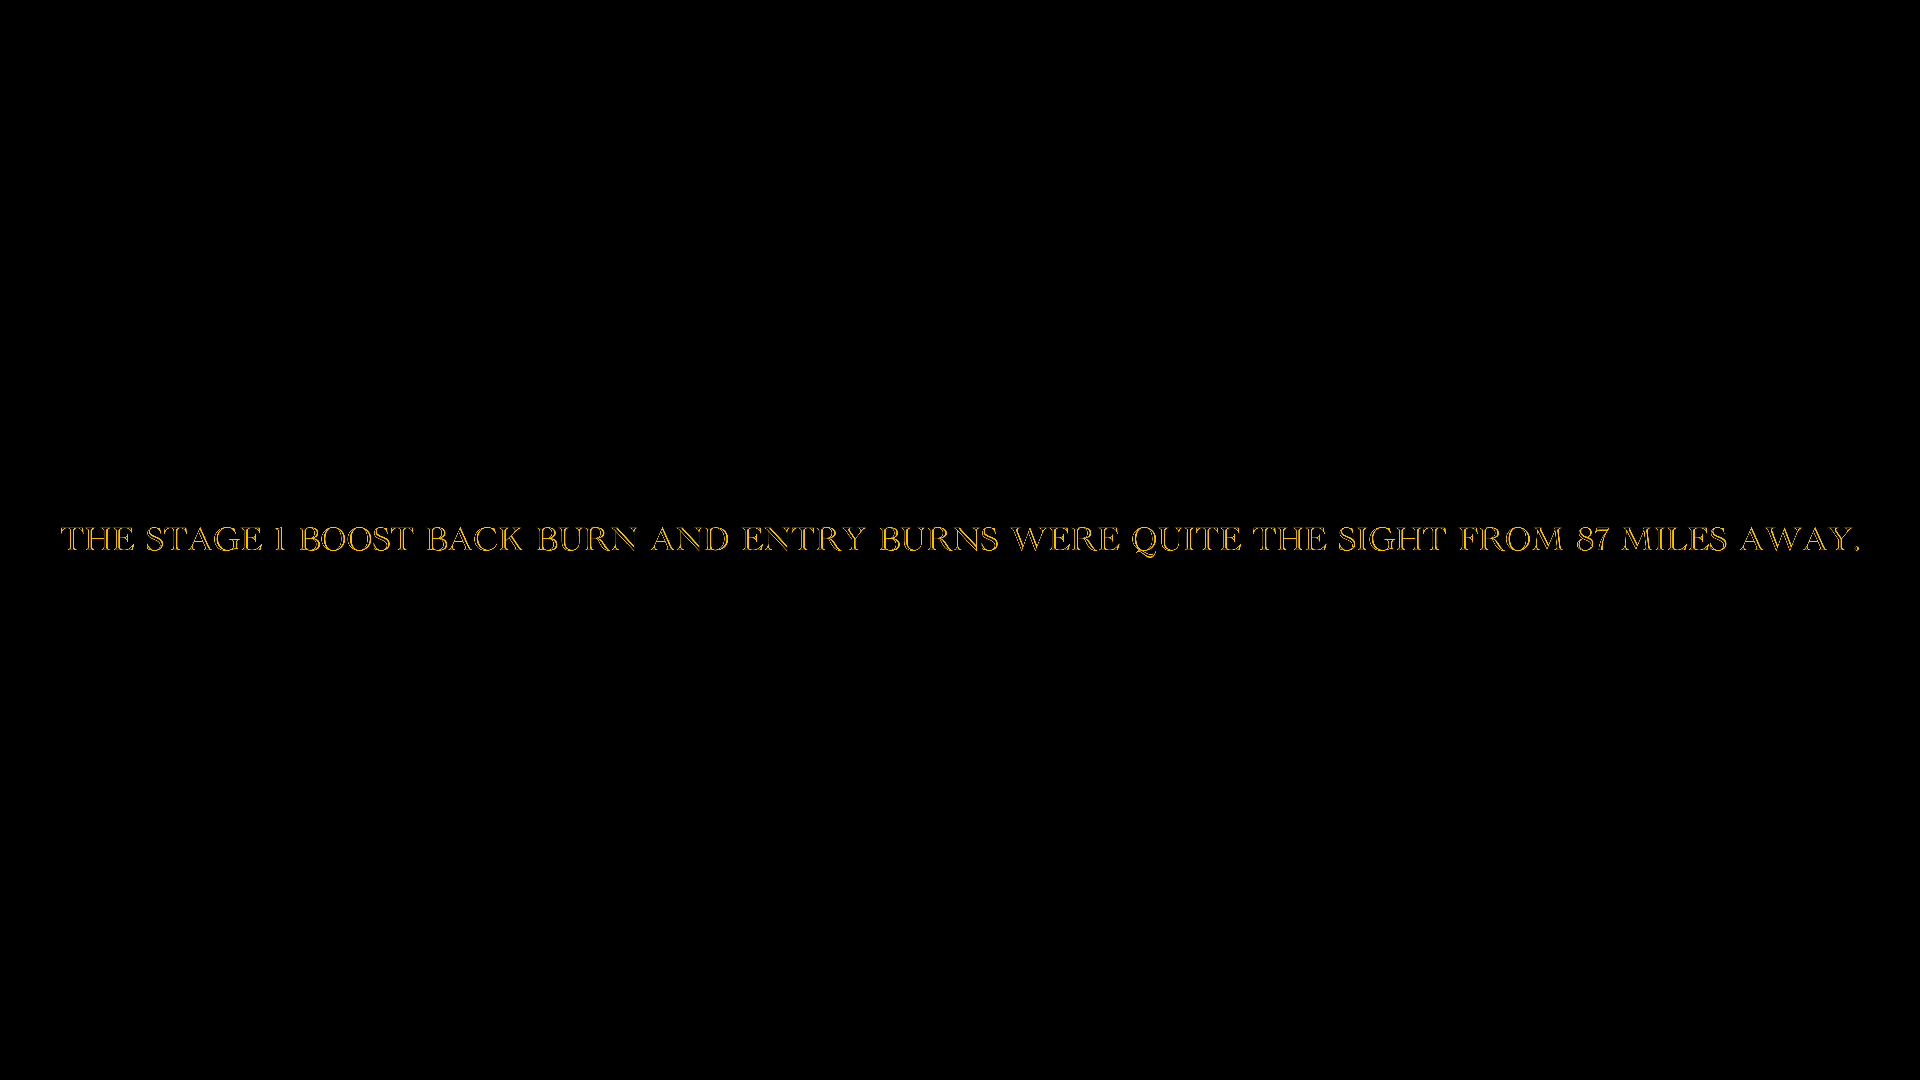 THE STAGE 1 BOOST BACK BURN AND ENTRY BURNS WERE QUITE THE SIGHT FROM 87 MILES AWAY.